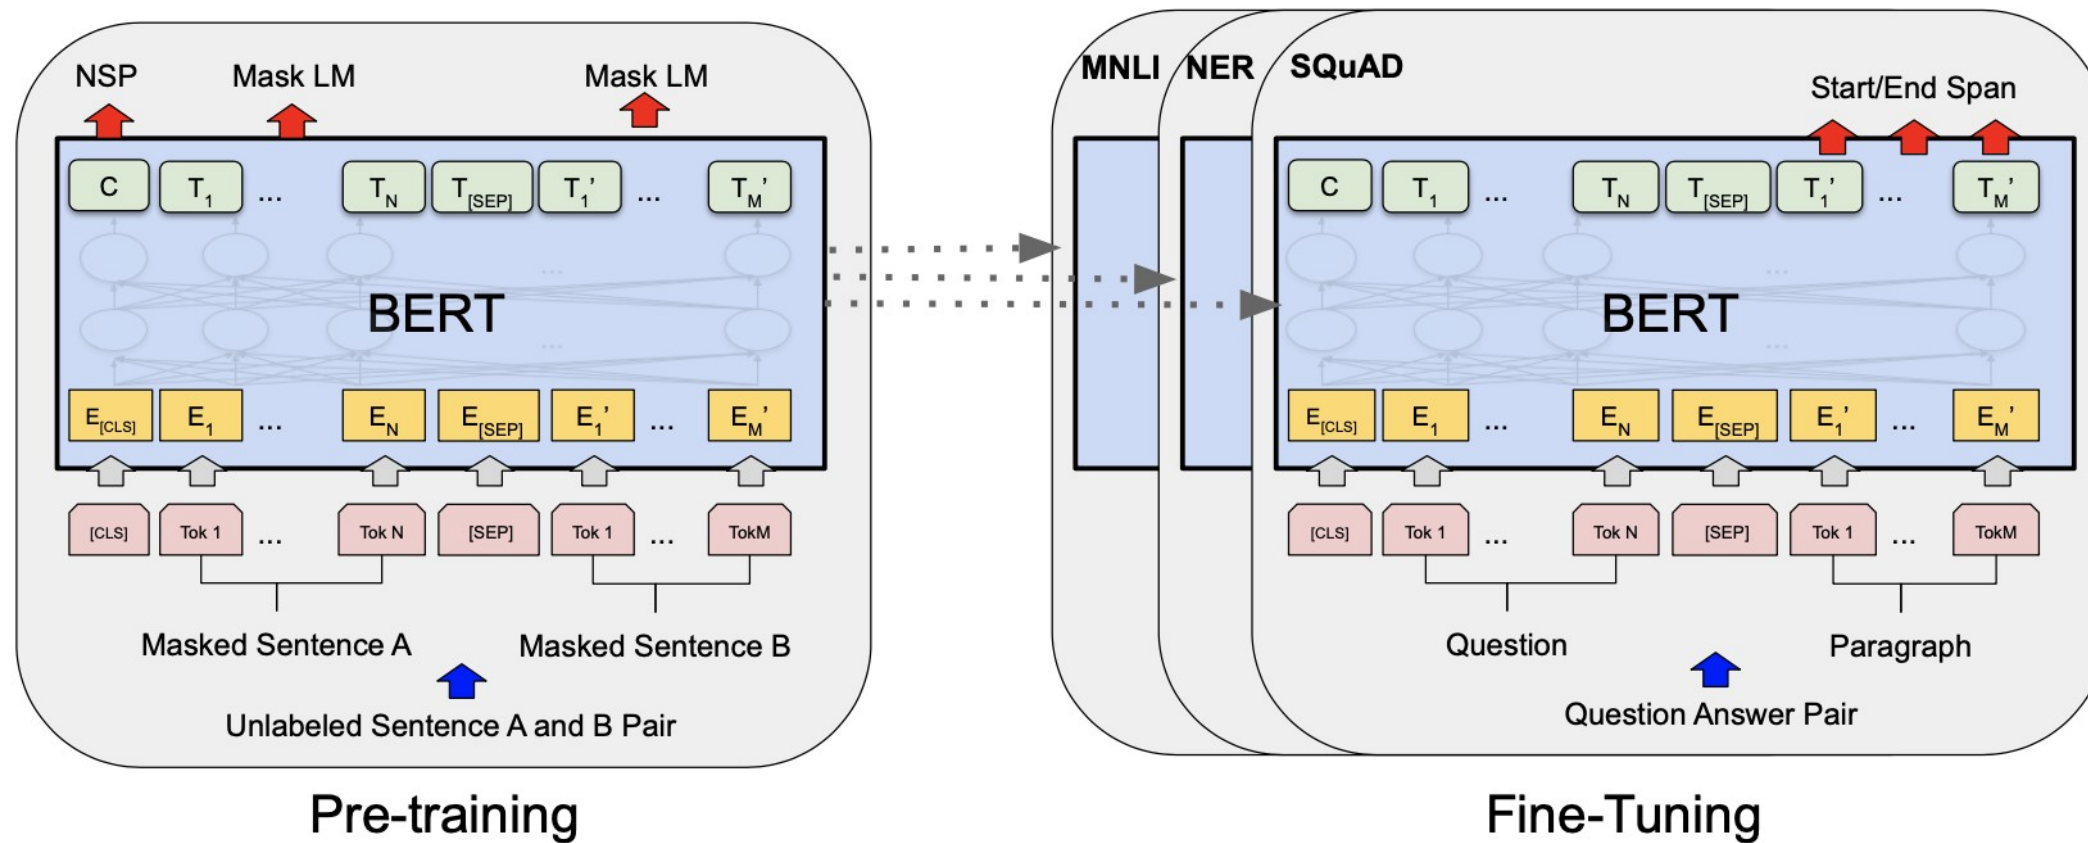 NSP Mask LM Mask LM
C T1 ... TN T[SEP] T1’ ... TM’
...
BERT
...
E[CLS] E1 ... EN E[SEP] E1’ ... EM’
[CLS] Tok 1 ... Tok N [SEP] Tok 1 ... TokM
Masked Sentence A Masked Sentence B
Unlabeled Sentence A and B Pair
Pre-training
MNLI NER SQuAD
Start/End Span
C T1 ... TN T[SEP] T1’ ... TM’
...
BERT
...
E[CLS] E1 ... EN E[SEP] E1’ ... EM’
[CLS] Tok 1 ... Tok N [SEP] Tok 1 ... TokM
Question Paragraph
Question Answer Pair
Fine-Tuning